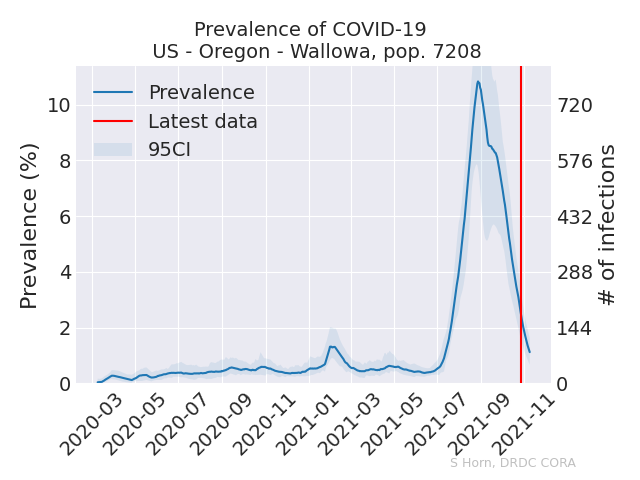 Prevalence of COVID-19
US - Oregon - Wallowa, pop. 7208
Prevalence
Latest data
95CI
Prevalence (%)
10
8
6
4
2
0
720
576
432
288
144
0
# of infections
2020-03
2020-05
2020-07
2020-09
2020-11
2021-01
2021-03
2021-05
2021-07
2021-09
2021-11
S Horn, DRDC CORA